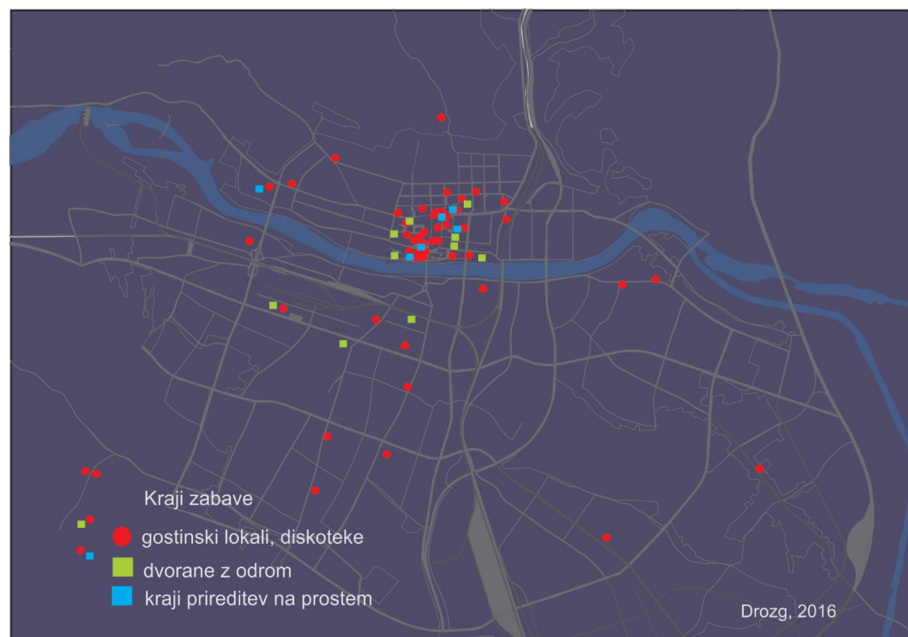 Kraji zabave
gostinski lokali, diskoteke
dvorane z odrom
kraji prireditev na prostem
Drozg, 2016